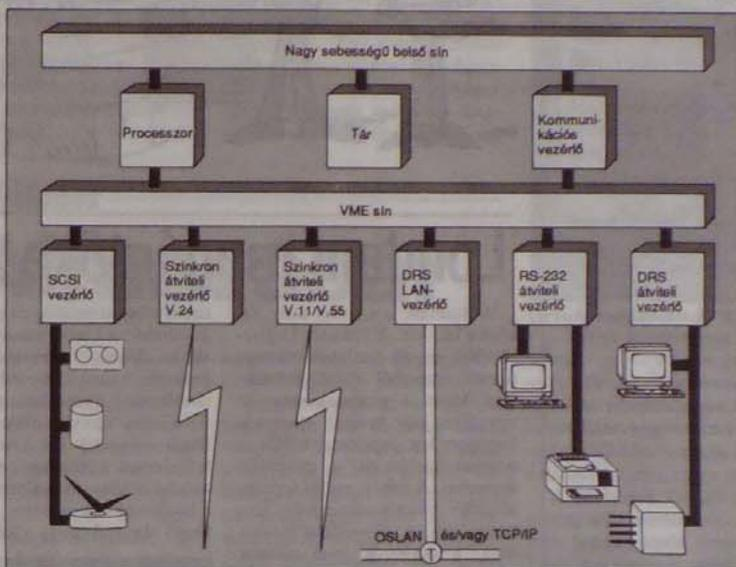 Nagy sebességű belső sín
Processzor
Tár
Kommuni-
kációs
vezérlő
VME sín
SCSI
vezérlő
Szinkron
átviteli
vezérlő
V.24
Szinkron
átviteli
vezérlő
V.11/V.55
DRS
LAN-
vezérlő
RS-232
átviteli
vezérlő
DRS
átviteli
vezérlő
OSLAN és/vagy TCP/IP
T